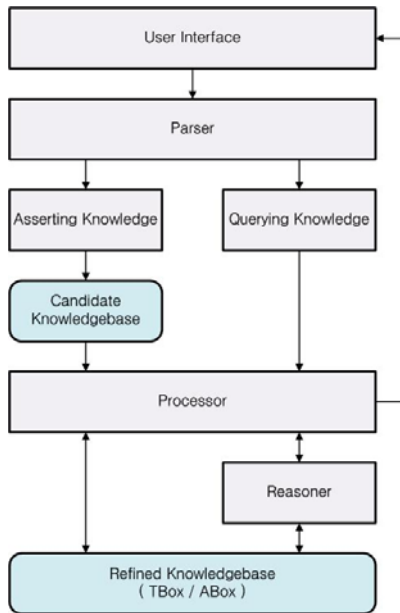 User Interface
Parser
Asserting Knowledge
Querying Knowledge
Candidate
Knowledgebase
Processor
Reasoner
Refined Knowledgebase
( TBox / ABox )